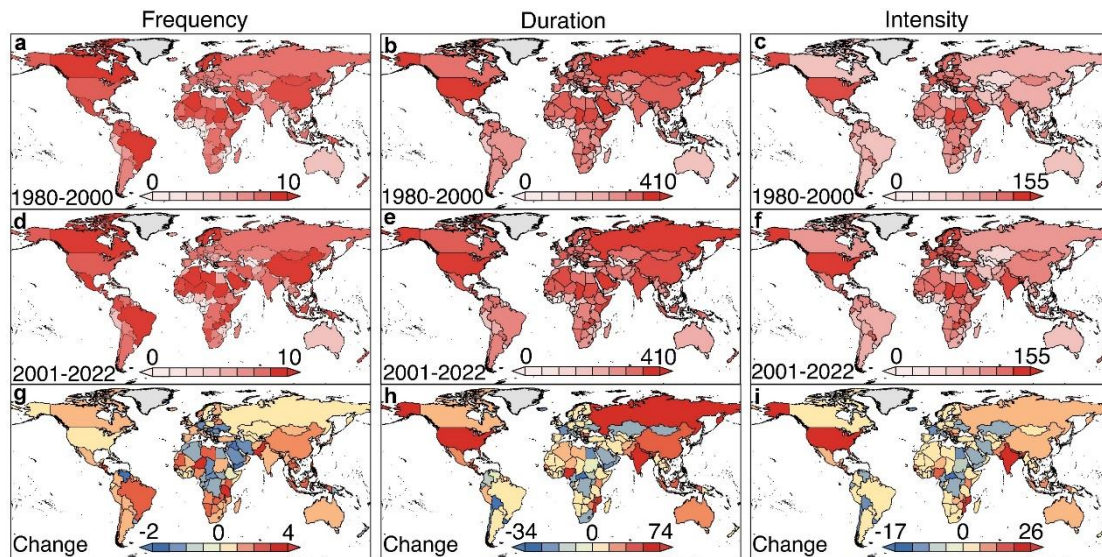 Frequency Duration Intensity
a b c
0 10 0 410 0 155
1980-2000 1980-2000 1980-2000
d e f
0 10 0 410 0 155
2001-2022 2001-2022 2001-2022
g h i
-2 0 4 -34 0 74 -17 0 26
Change Change Change